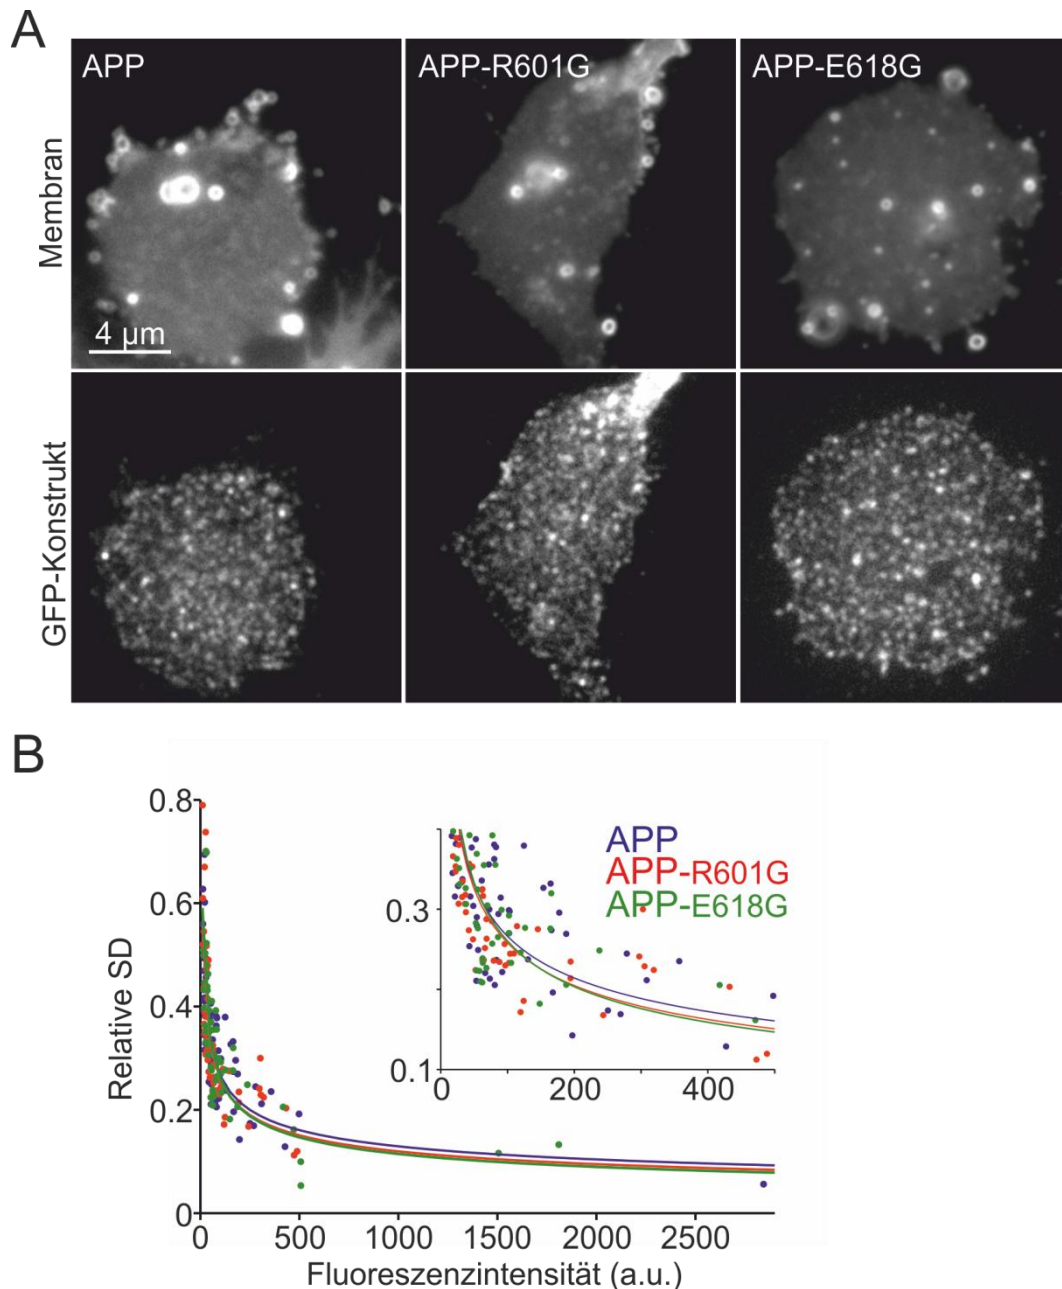 A
APP
APP-R601G
APP-E618G
Membran
4 µm
GFP-Konstrukt
B
0.8
0.6
0.4
0.2
0
Relative SD
0.3
0.1
0
200
400
APP
APP-R601G
APP-E618G
0
500
1000
1500
2000
2500
Fluoreszenzintensität (a.u.)